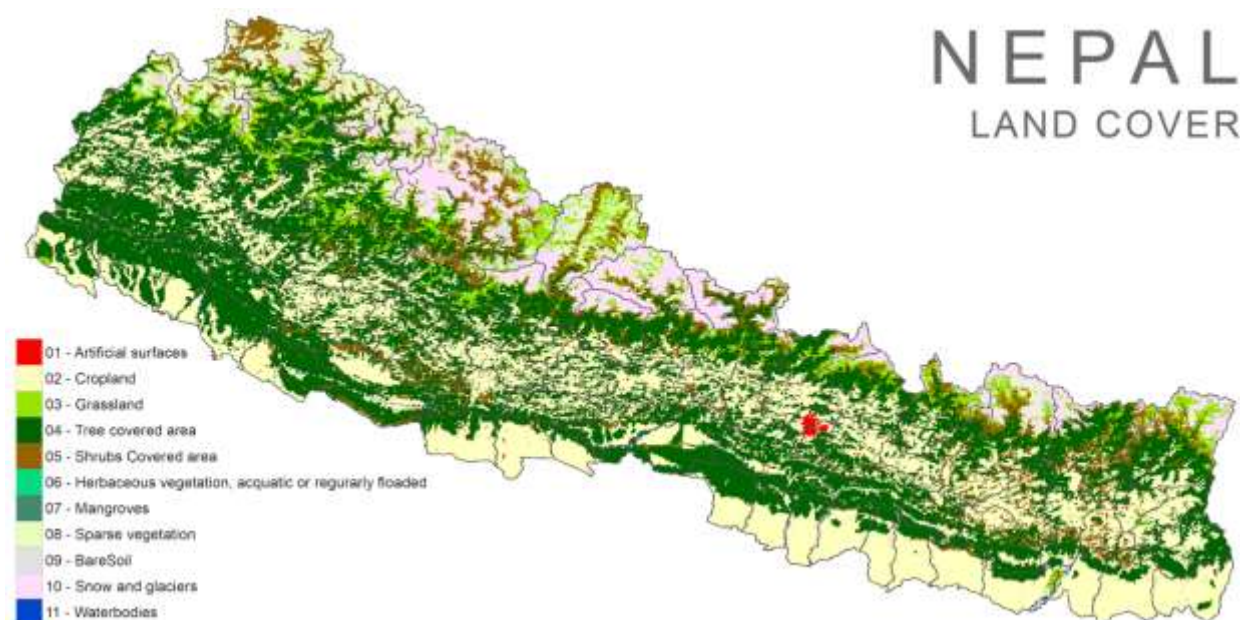 NEPAL
LAND COVER
01 - Artificial surfaces
02 - Cropland
03 - Grassland
04 - Tree covered area
05 - Shrubs Covered area
06 - Herbaceous vegetation, acquatic or regurarly floaded
07 - Mangroves
08 - Sparse vegetation
09 - BareSoil
10 - Snow and glaciers
11 - Waterbodies